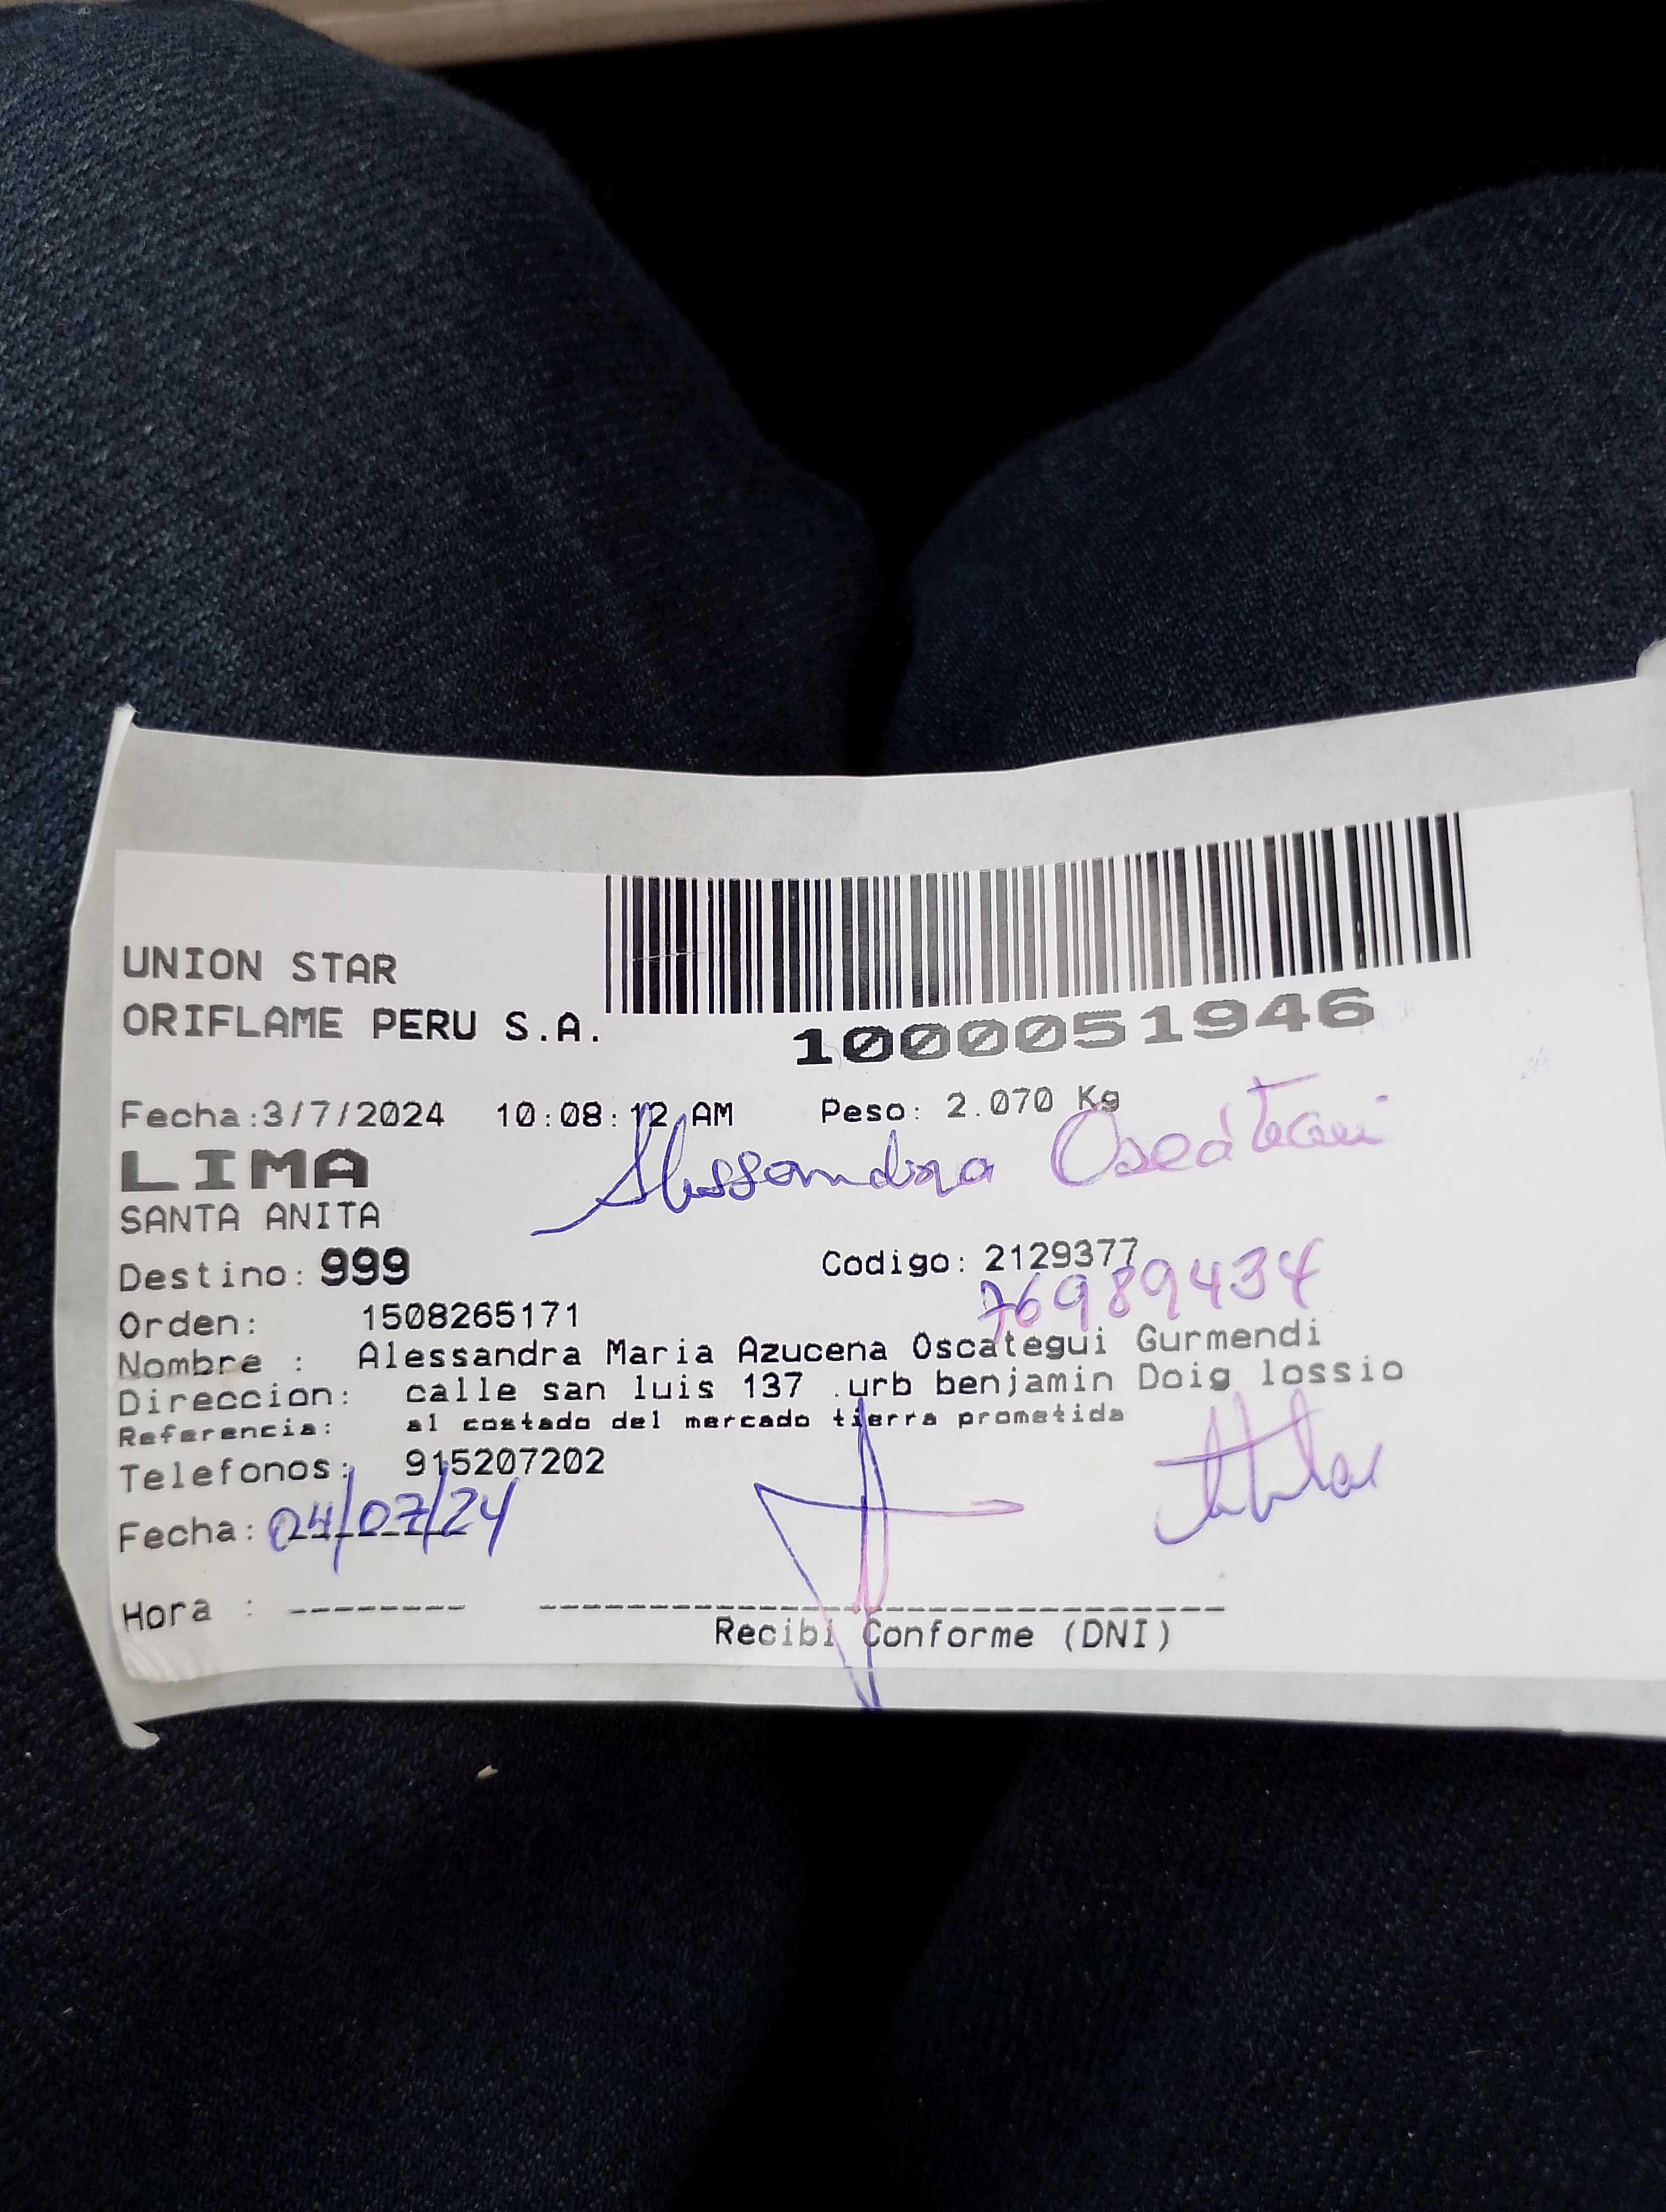 UNION STAR
ORIFLAME PERU S.A.
1000051946
Fecha:3/7/2024 10:08:12 AM Peso: 2.070 Kg
LIMA
Alessandra Oscátegui
SANTA ANITA
Destino: 999 Codigo: 2129377
76989434
Orden: 1508265171
Nombre : Alessandra Maria Azucena Oscategui Gurmendi
Direccion: calle san luis 137 .urb benjamin Doig lossio
Referencia: al costado del mercado tierra prometida
Telefonos: 915207202
titular
Fecha: 04/07/24
Hora :
Recibi Conforme (DNI)